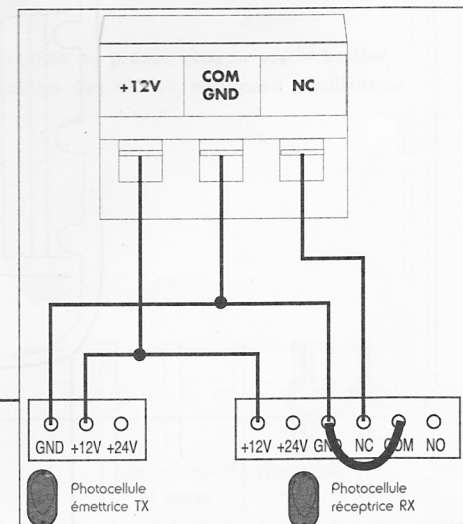 +12V COM GND NC
GND +12V +24V
+12V +24V GND NC COM NO
Photocellule
émettrice TX
Photocellule
réceptrice RX